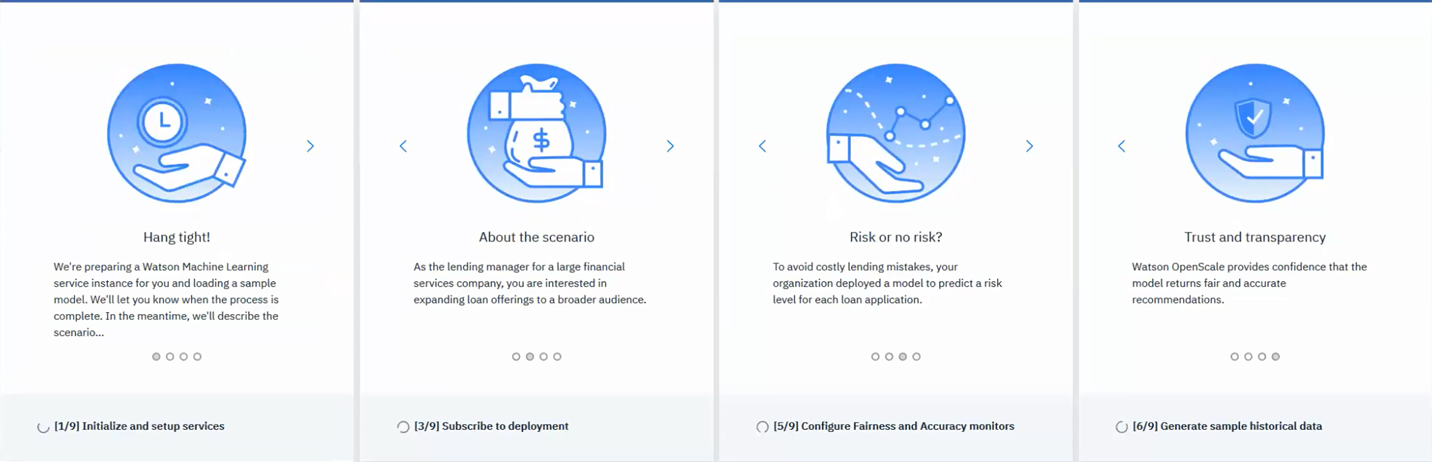 Hang tight!
We're preparing a Watson Machine Learning
service instance for you and loading a sample
model. We'll let you know when the process is
complete. In the meantime, we'll describe the
scenario...
[1/9] Initialize and setup services
$
About the scenario
As the lending manager for a large financial
services company, you are interested in
expanding loan offerings to a broader audience.
[3/9] Subscribe to deployment
Risk or no risk?
To avoid costly lending mistakes, your
organization deployed a model to predict a risk
level for each loan application.
[5/9] Configure Fairness and Accuracy monitors
Trust and transparency
Watson OpenScale provides confidence that the
model returns fair and accurate
recommendations.
[6/9] Generate sample historical data